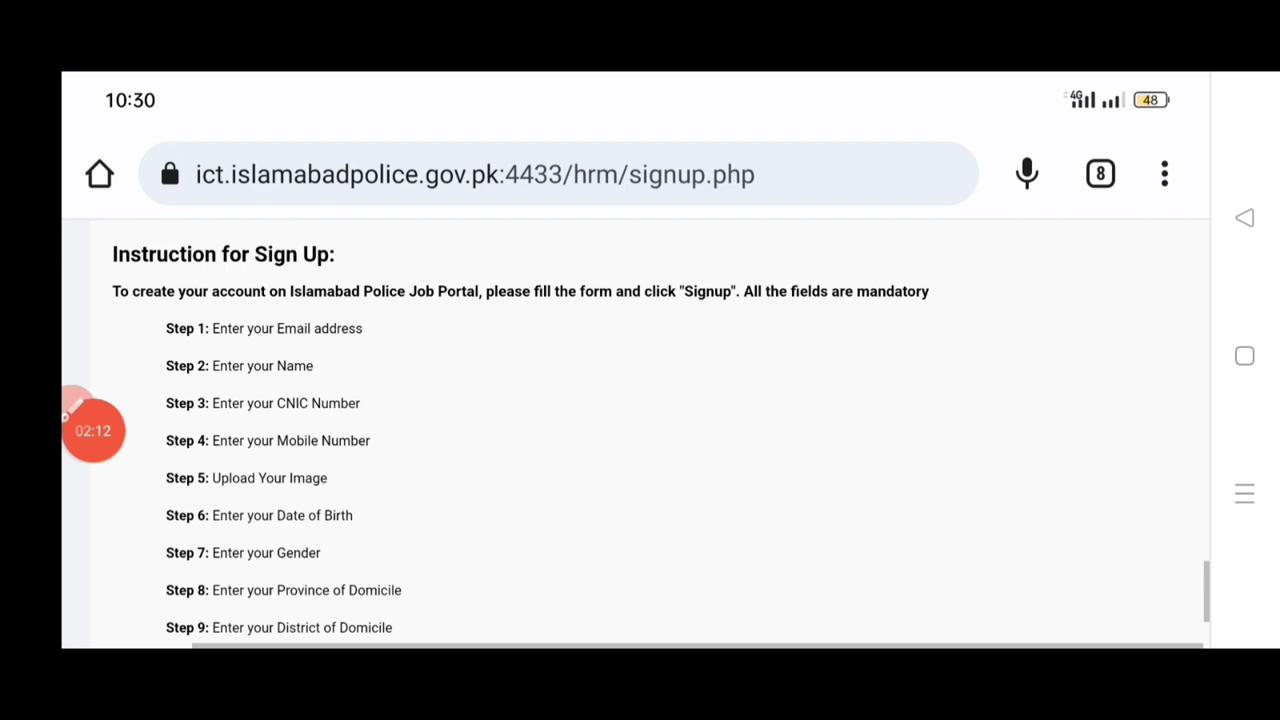 10:30
4G
48
ict.islamabadpolice.gov.pk:4433/hrm/signup.php
8
Instruction for Sign Up:
To create your account on Islamabad Police Job Portal, please fill the form and click "Signup". All the fields are mandatory
Step 1: Enter your Email address
Step 2: Enter your Name
Step 3: Enter your CNIC Number
02:12
Step 4: Enter your Mobile Number
Step 5: Upload Your Image
Step 6: Enter your Date of Birth
Step 7: Enter your Gender
Step 8: Enter your Province of Domicile
Step 9: Enter your District of Domicile